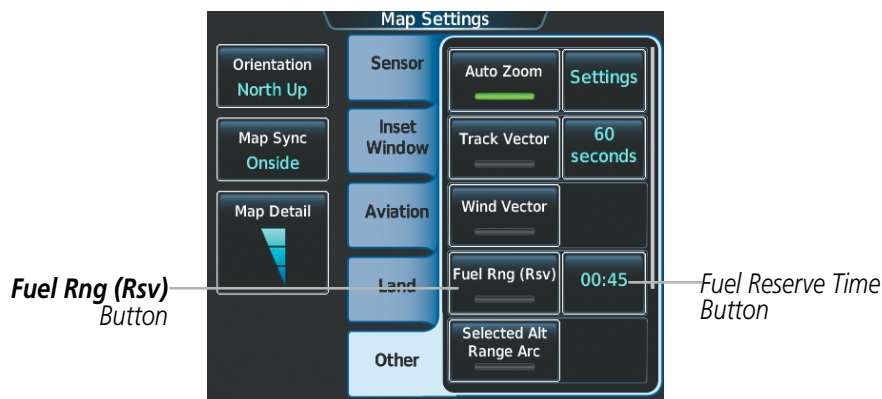 Map Settings
Orientation
North Up
Map Sync
Onside
Map Detail
Sensor
Inset
Window
Aviation
Land
Other
Auto Zoom
Settings
Track Vector
60
seconds
Wind Vector
Fuel Rng (Rsv)
00:45
Selected Alt
Range Arc
Fuel Rng (Rsv)
Button
Fuel Reserve Time
Button